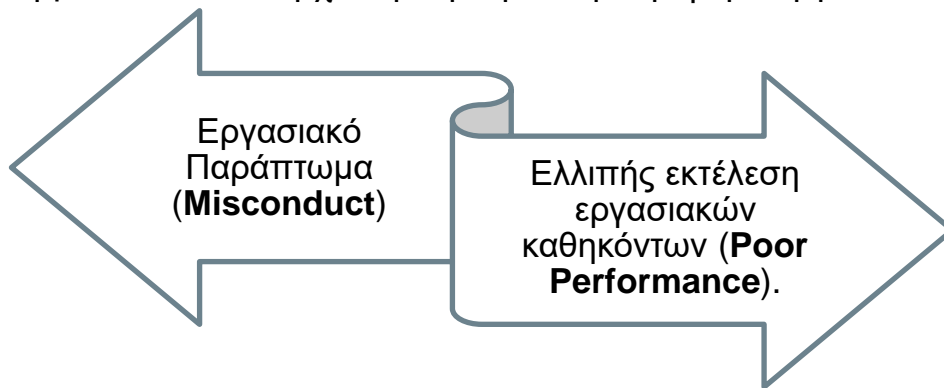 Εργασιακό
Παράπτωμα
(Misconduct)
Ελλιπής εκτέλεση
εργασιακών
καθηκόντων (Poor
Performance).